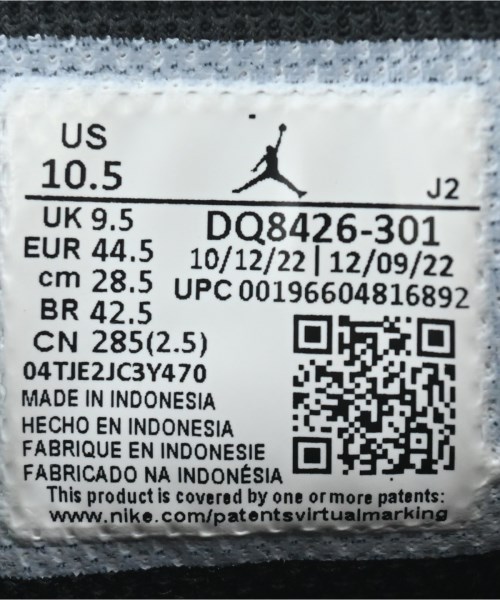 US
10.5
J2
UK 9.5
EUR 44.5
cm 28.5
BR 42.5
CN 285(2.5)
DQ8426-301
10/12/22 | 12/09/22
UPC 00196604816892
04TJE2JC3Y470
MADE IN INDONESIA
HECHO EN INDONESIA
FABRIQUE EN INDONESIE
FABRICADO NA INDONÉSIA
This product is covered by one or more patents:
www.nike.com/patentsvirtualmarking